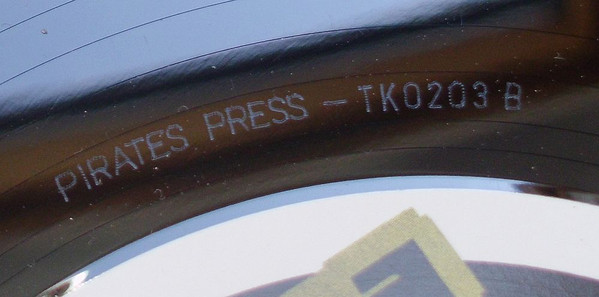 PIRATES PRESS - TK0203 B